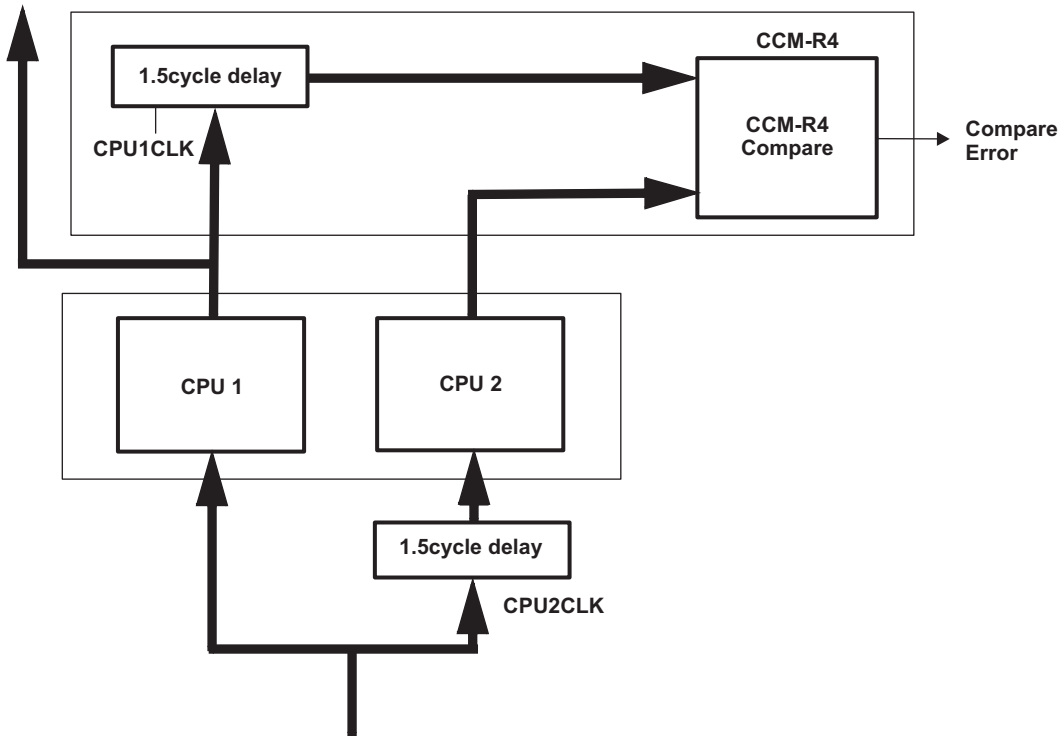 CCM-R4
1.5cycle delay
CPU1CLK
CCM-R4
Compare
Compare
Error
CPU 1
CPU 2
1.5cycle delay
CPU2CLK